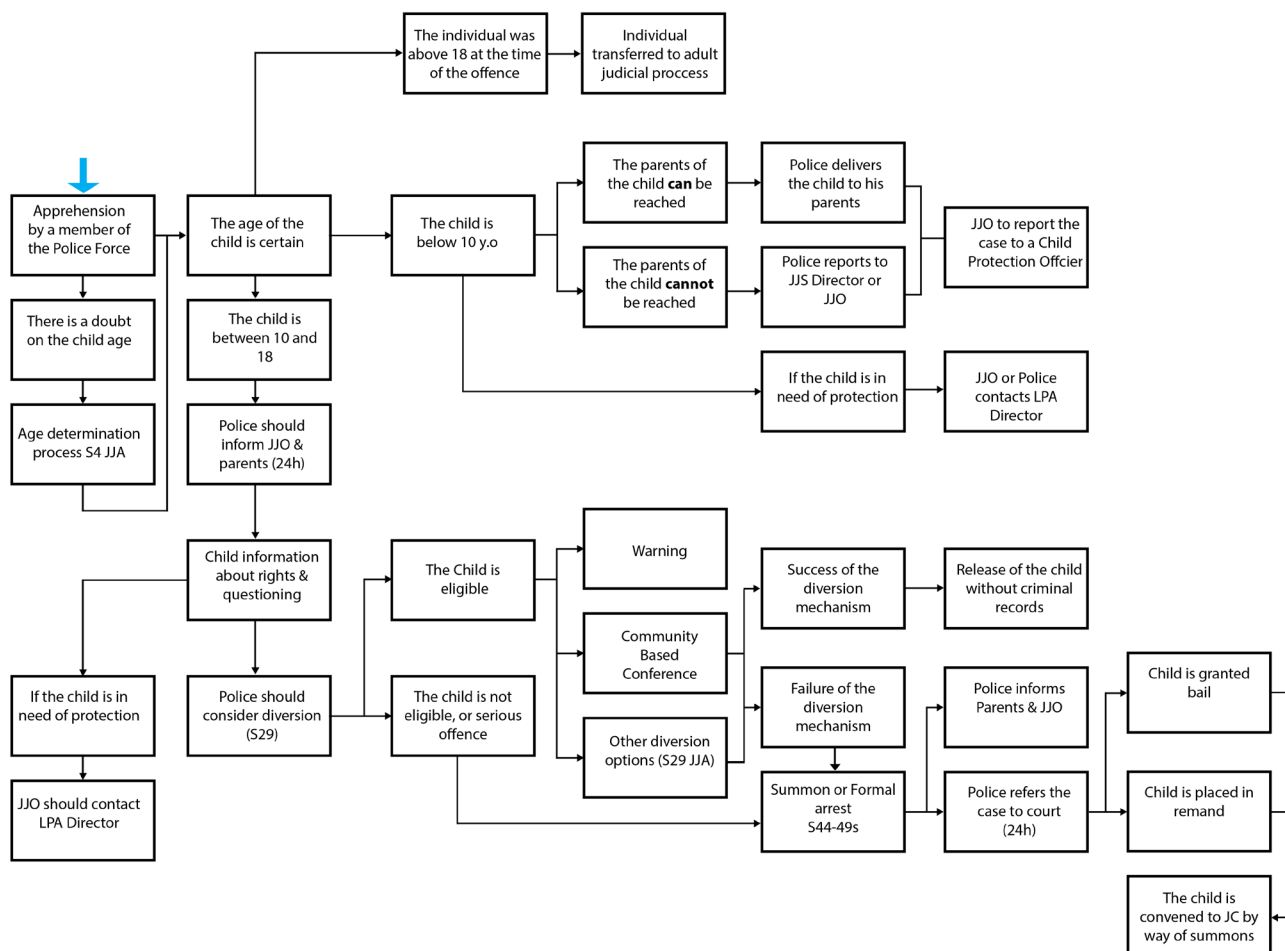 The individual was
above 18 at the time
of the offence
Individual
transferred to adult
judicial proccess
Apprehension
by a member of
the Police Force
The age of the
child is certain
The child is
below 10 y.o
The parents of
the child can be
reached
Police delivers
the child to his
parents
JJO to report the
case to a Child
Protection Offcier
The parents of
the child cannot
be reached
Police reports to
JJS Director or
JJO
There is a doubt
on the child age
The child is
between 10 and
18
If the child is in
need of protection
JJO or Police
contacts LPA
Director
Age determination
process S4 JJA
Police should
inform JJO &
parents (24h)
Child information
about rights &
questioning
The Child is
eligible
Warning
Success of the
diversion
mechanism
Release of the child
without criminal
records
Community
Based
Conference
If the child is in
need of protection
Police should
consider diversion
(S29)
The child is not
eligible, or serious
offence
Other diversion
options (S29 JJA)
Failure of the
diversion
mechanism
Police informs
Parents & JJO
Child is granted
bail
JJO should contact
LPA Director
Summon or Formal
arrest
S44-49s
Police refers the
case to court
(24h)
Child is placed in
remand
The child is
convened to JC by
way of summons